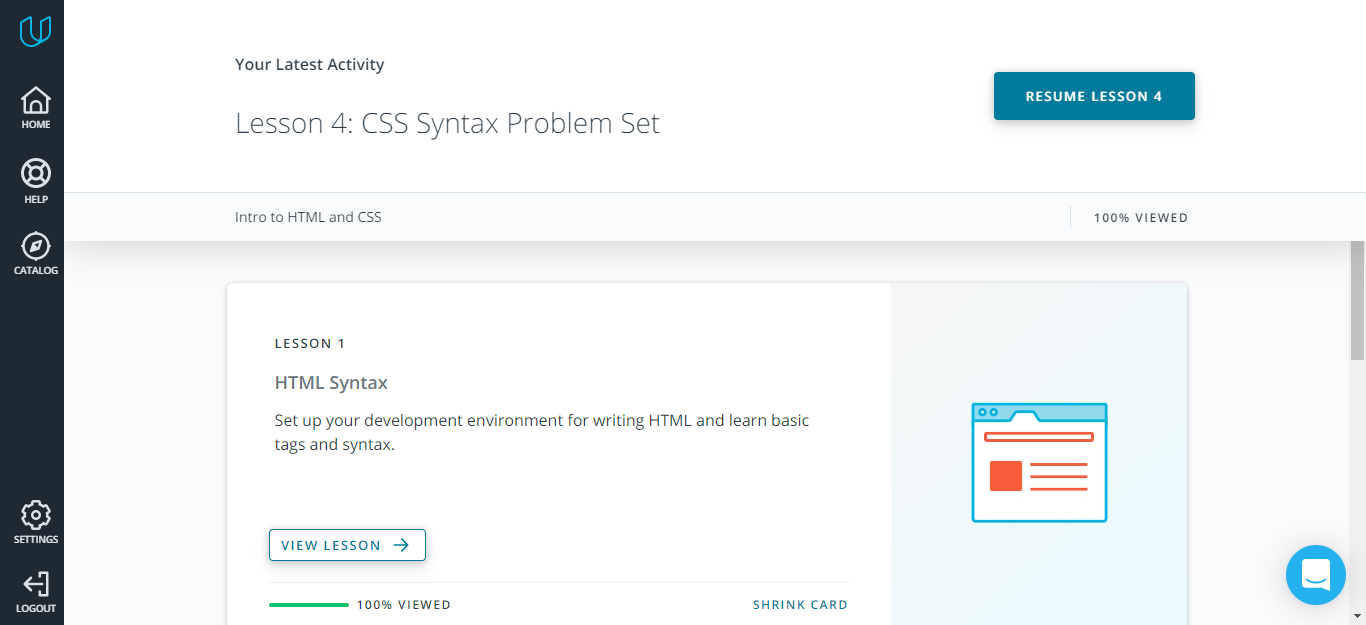 HOME
HELP
CATALOG
SETTINGS
LOGOUT
Your Latest Activity
Lesson 4: CSS Syntax Problem Set
RESUME LESSON 4
Intro to HTML and CSS
100% VIEWED
LESSON 1
HTML Syntax
Set up your development environment for writing HTML and learn basic
tags and syntax.
VIEW LESSON
100% VIEWED
SHRINK CARD